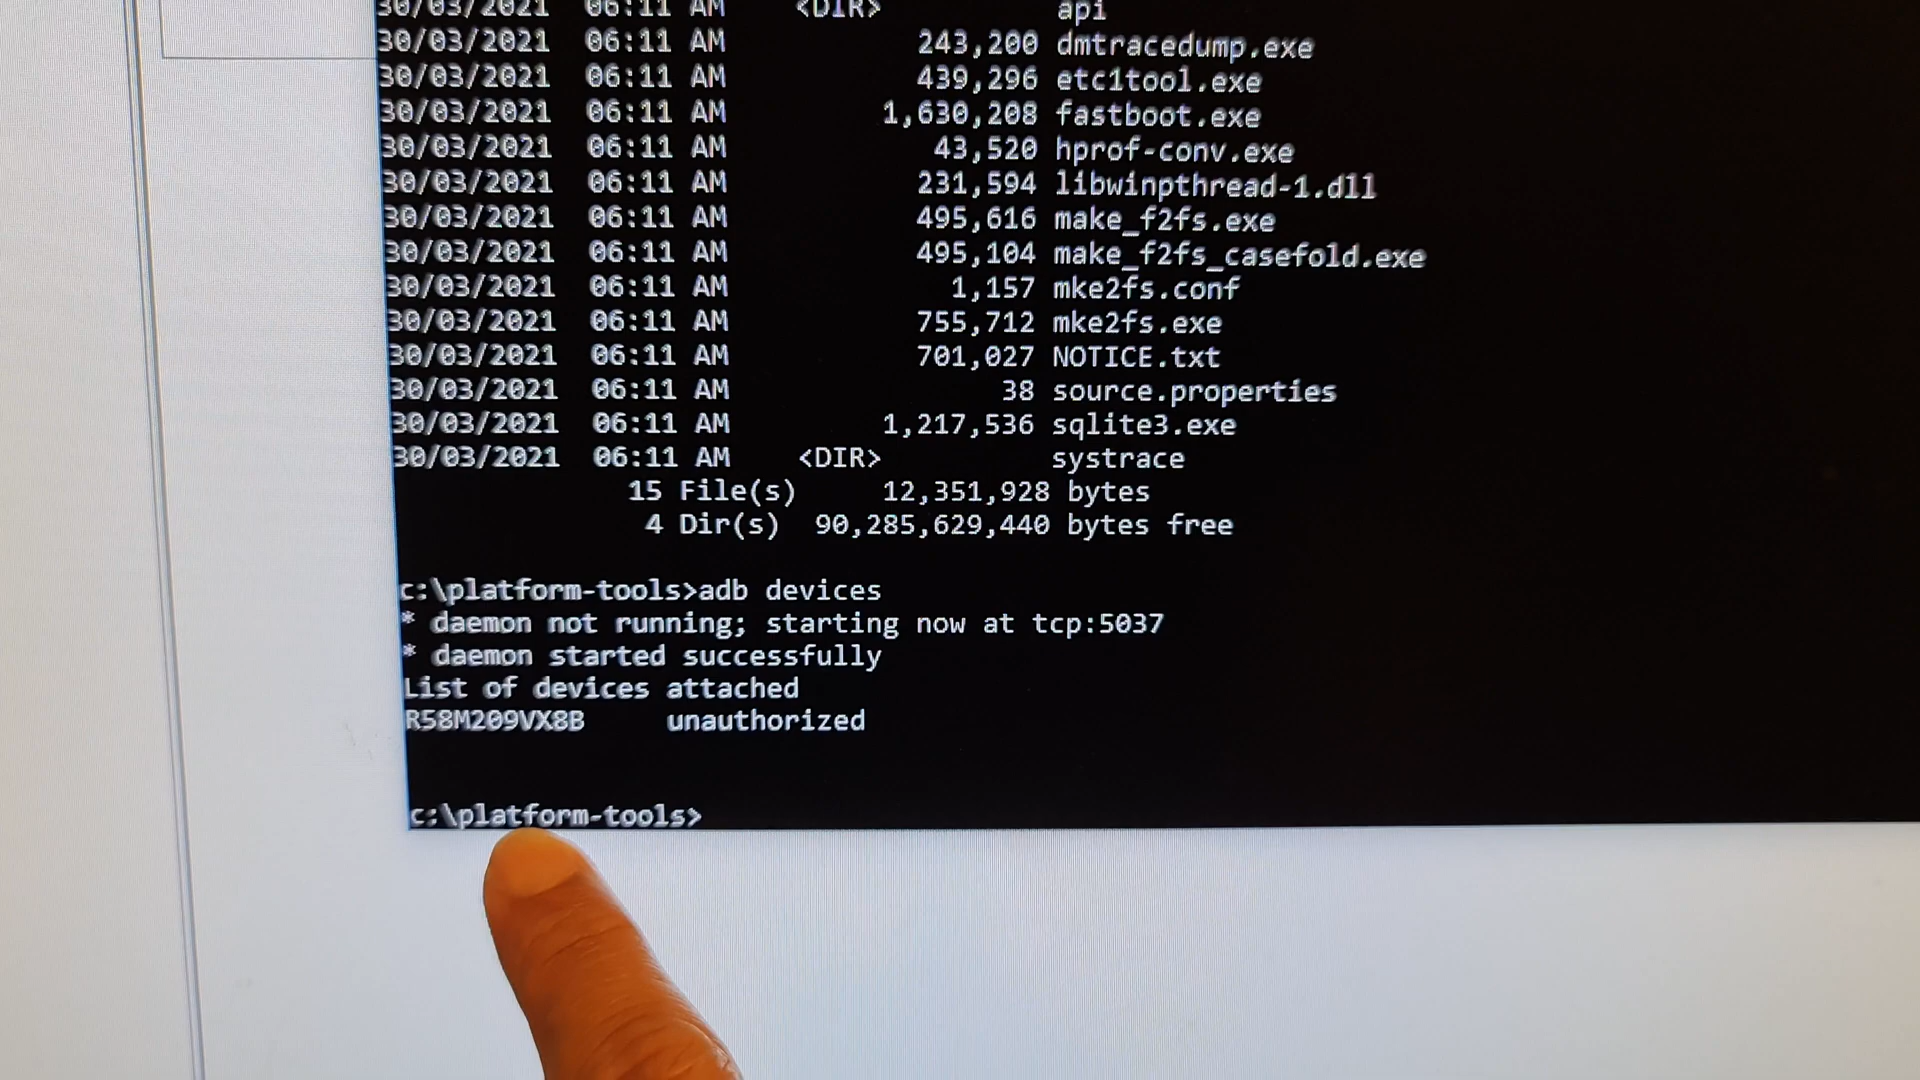 30/03/2021 06:11 AM <DIR> api
30/03/2021 06:11 AM 243,200 dmtracedump.exe
30/03/2021 06:11 AM 439,296 etc1tool.exe
30/03/2021 06:11 AM 1,630,208 fastboot.exe
30/03/2021 06:11 AM 43,520 hprof-conv.exe
30/03/2021 06:11 AM 231,594 libwinpthread-1.dll
30/03/2021 06:11 AM 495,616 make_f2fs.exe
30/03/2021 06:11 AM 495,104 make_f2fs_casefold.exe
30/03/2021 06:11 AM 1,157 mke2fs.conf
30/03/2021 06:11 AM 755,712 mke2fs.exe
30/03/2021 06:11 AM 701,027 NOTICE.txt
30/03/2021 06:11 AM 38 source.properties
30/03/2021 06:11 AM 1,217,536 sqlite3.exe
30/03/2021 06:11 AM <DIR> systrace
15 File(s) 12,351,928 bytes
4 Dir(s) 90,285,629,440 bytes free
c:\platform-tools>adb devices
* daemon not running; starting now at tcp:5037
* daemon started successfully
List of devices attached
R58M209VX8B unauthorized
c:\platform-tools>